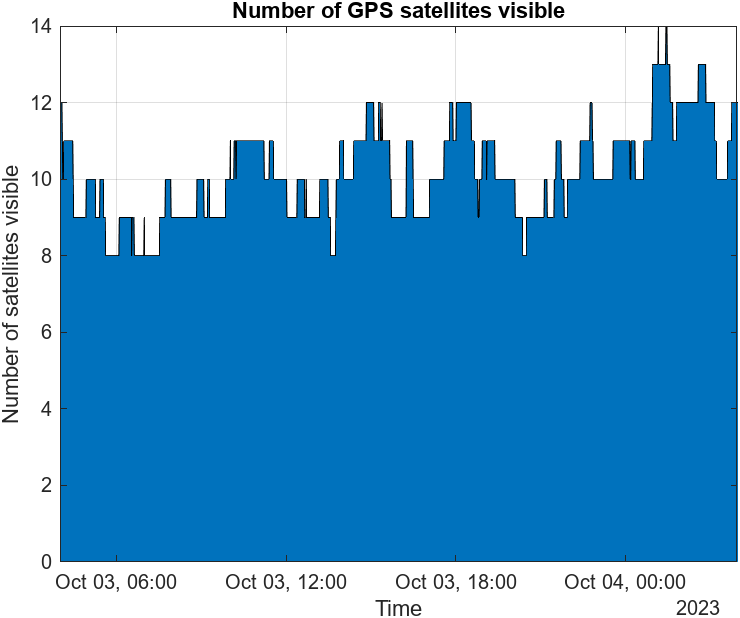 Number of GPS satellites visible
14
12
10
8
6
4
2
0
Number of satellites visible
Oct 03, 06:00
Oct 03, 12:00
Oct 03, 18:00
Oct 04, 00:00
Time
2023